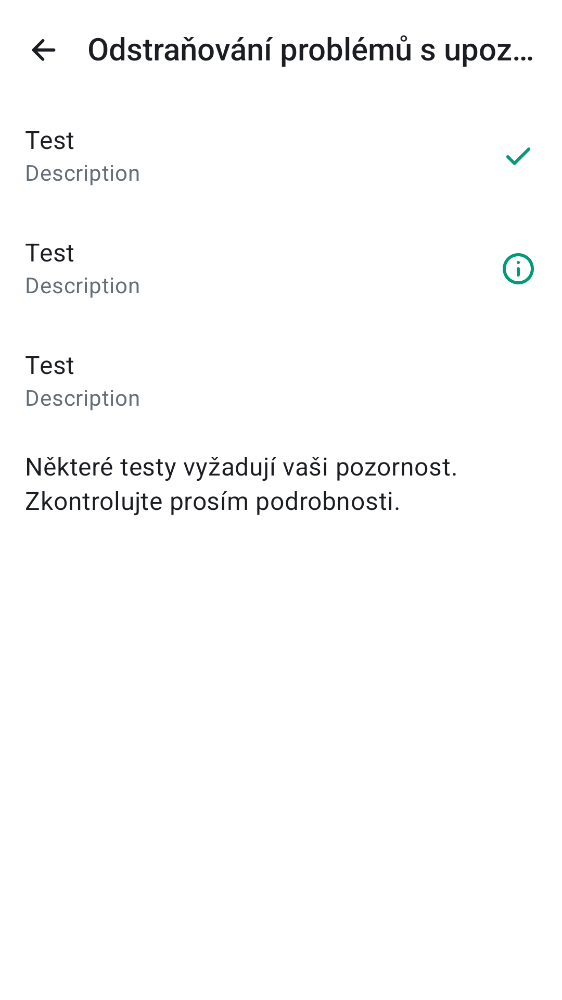 Odstraňování problémů s upoz…
Test
Description
Test
Description
Test
Description
Některé testy vyžadují vaši pozornost.
Zkontrolujte prosím podrobnosti.